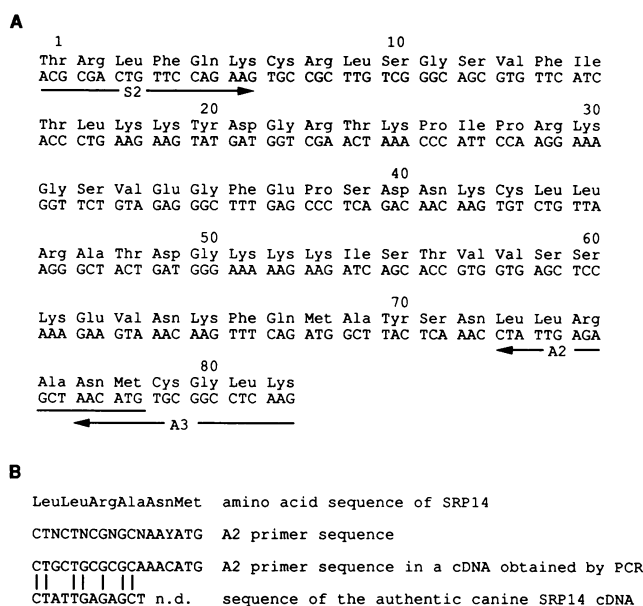 A
1 10
Thr Arg Leu Phe Gln Lys Cys Arg Leu Ser Gly Ser Val Phe Ile
ACG CGA CTG TTC CAG AAG TGC CGC TTG TCG GGC AGC GTG TTC ATC
S2
20 30
Thr Leu Lys Lys Tyr Asp Gly Arg Thr Lys Pro Ile Pro Arg Lys
ACC CTG AAG AAG TAT GAT GGT CGA ACT AAA CCC ATT CCA AGG AAA
40
Gly Ser Val Glu Gly Phe Glu Pro Ser Asp Asn Lys Cys Leu Leu
GGT TCT GTA GAG GGC TTT GAG CCC TCA GAC AAC AAG TGT CTG TTA
50 60
Arg Ala Thr Asp Gly Lys Lys Lys Ile Ser Thr Val Val Ser Ser
AGG GCT ACT GAT GGG AAA AAG AAG ATC AGC ACC GTG GTG AGC TCC
70
Lys Glu Val Asn Lys Phe Gln Met Ala Tyr Ser Asn Leu Leu Arg
AAA GAA GTA AAC AAG TTT CAG ATG GCT TAC TCA AAC CTA TTG AGA
A2
80
Ala Asn Met Cys Gly Leu Lys
GCT AAC ATG TGC GGC CTC AAG
A3
B
LeuLeuArgAlaAsnMet amino acid sequence of SRP14
CTNCTNCGNGCNAAYATG A2 primer sequence
CTGCTGCGCGCAAACATG A2 primer sequence in a cDNA obtained by PCR
CTATTGAGAGCT n.d. sequence of the authentic canine SRP14 cDNA